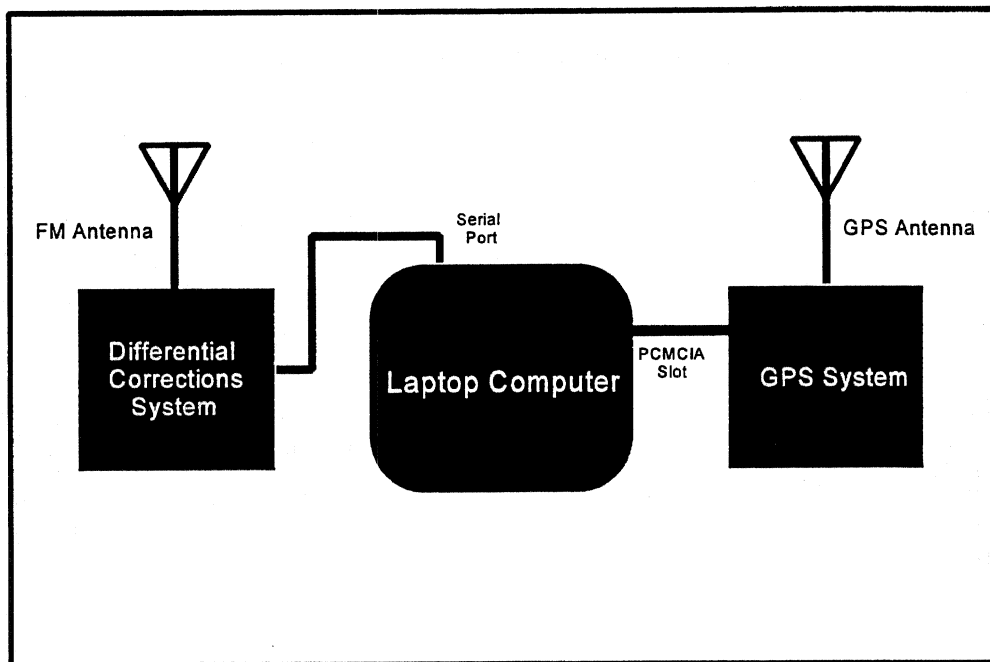 FM Antenna
Serial
Port
GPS Antenna
Differential
Corrections
System
Laptop Computer
PCMCIA
Slot
GPS System